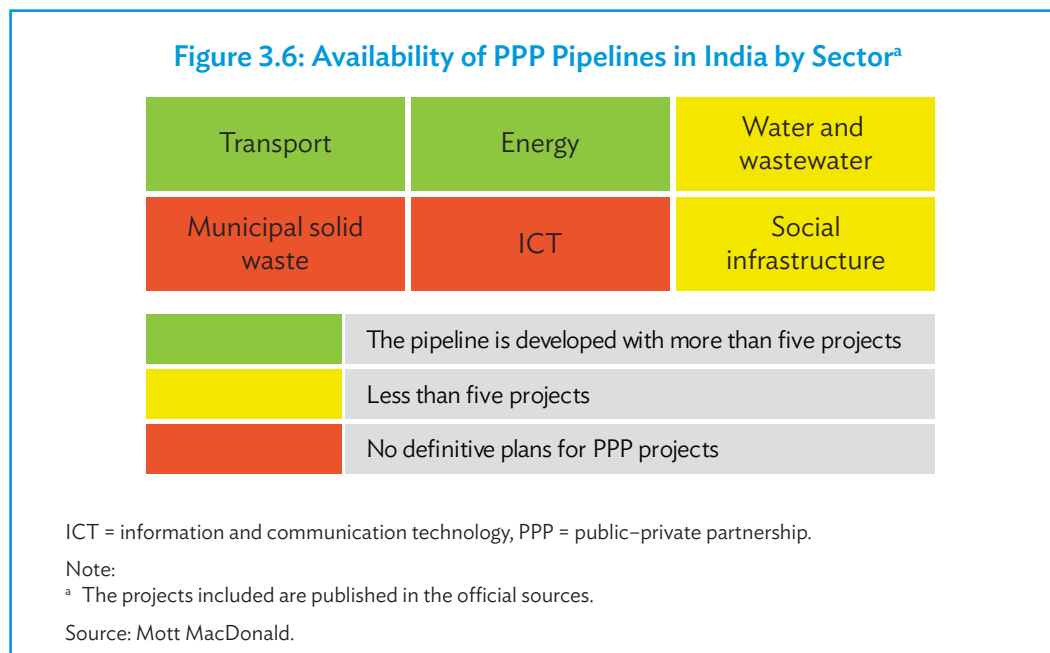 Figure 3.6: Availability of PPP Pipelines in India by Sectorᵃ
Transport
Energy
Water and
wastewater
Municipal solid
waste
ICT
Social
infrastructure
The pipeline is developed with more than five projects
Less than five projects
No definitive plans for PPP projects
ICT = information and communication technology, PPP = public–private partnership.
Note:
ᵃ The projects included are published in the official sources.
Source: Mott MacDonald.